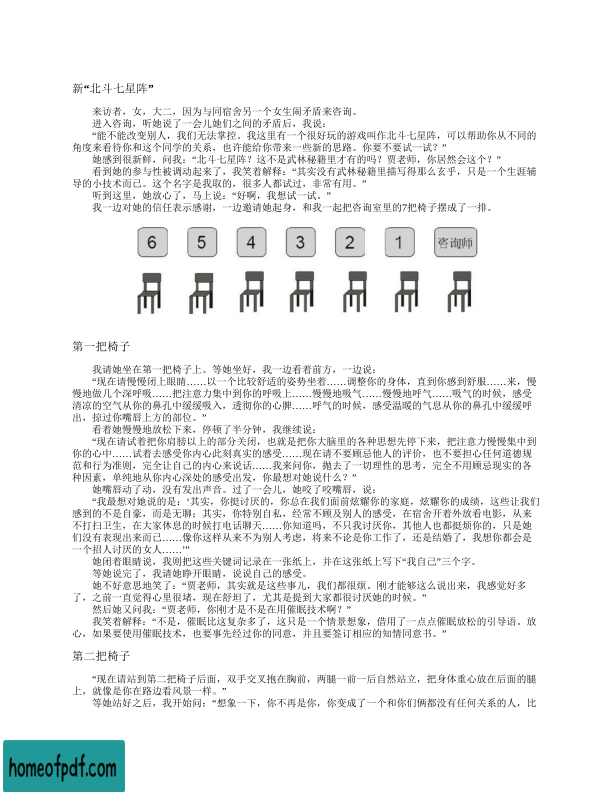 新“北斗七星阵”
来访者，女，大二，因为与同宿舍另一个女生闹矛盾来咨询。
进入咨询，听她说了一会儿她们之间的矛盾后，我说：
“能不能改变别人，我们无法掌控。我这里有一个很好玩的游戏叫作北斗七星阵，可以帮助你从不同的
角度来看待你和这个同学的关系，也许能给你带来一些新的思路。你要不要试一试？”
她感到很新鲜，问我：“北斗七星阵？这不是武林秘籍里才有的吗？贾老师，你居然会这个？”
看到她的参与性被调动起来了，我笑着解释：“其实没有武林秘籍里描写得那么玄乎，只是一个生涯辅
导的小技术而已。这个名字是我取的，很多人都试过，非常有用。”
听到这里，她放心了，马上说：“好啊，我想试一试。”
我一边对她的信任表示感谢，一边邀请她起身，和我一起把咨询室里的7把椅子摆成了一排。
6 5 4 3 2 1 咨询师
第一把椅子
我请她坐在第一把椅子上。等她坐好，我一边看着前方，一边说：
“现在请慢慢闭上眼睛……以一个比较舒适的姿势坐着……调整你的身体，直到你感到舒服……来，慢
慢地做几个深呼吸……把注意力集中到你的呼吸上……慢慢地吸气……慢慢地呼气……吸气的时候，感受
清凉的空气从你的鼻孔中缓缓吸入，透彻你的心脾……呼气的时候，感受温暖的气息从你的鼻孔中缓缓呼
出，掠过你嘴唇上方的部位。”
看着她慢慢地放松下来，停顿了半分钟，我继续说：
“现在请试着把你肩膀以上的部分关闭，也就是把你大脑里的各种思想先停下来，把注意力慢慢集中到
你的心中……试着去感受你内心此刻真实的感受……现在请不要顾忌他人的评价，也不要担心任何道德规
范和行为准则，完全让自己的内心来说话……我来问你，抛去了一切理性的思考，完全不用顾忌现实的各
种因素，单纯地从你内心深处的感受出发，你最想对她说什么？”
她嘴唇动了动，没有发出声音。过了一会儿，她咬了咬嘴唇，说：
“我最想对她说的是：‘其实，你挺讨厌的，你总在我们面前炫耀你的家庭，炫耀你的成绩，这些让我们
感到的不是自豪，而是无聊；其实，你特别自私，经常不顾及别人的感受，在宿舍开着外放看电影，从来
不打扫卫生，在大家休息的时候打电话聊天……你知道吗，不只我讨厌你，其他人也都挺烦你的，只是她
们没有表现出来而已……像你这样从来不为别人考虑，将来不论是你工作了，还是结婚了，我想你都会是
一个招人讨厌的女人……’”
她闭着眼睛说，我则把这些关键词记录在一张纸上，并在这张纸上写下“我自己”三个字。
等她说完了，我请她睁开眼睛，说说自己的感受。
她不好意思地笑了：“贾老师，其实就是这些事儿，我们都很烦。刚才能够这么说出来，我感觉好多
了，之前一直觉得心里很堵，现在舒坦了，尤其是提到大家都很讨厌她的时候。”
然后她又问我：“贾老师，你刚才是不是在用催眠技术啊？”
我笑着解释：“不是，催眠比这复杂多了，这只是一个情景想象，借用了一点点催眠放松的引导语。放
心，如果要使用催眠技术，也要事先经过你的同意，并且要签订相应的知情同意书。”
第二把椅子
“现在请站到第二把椅子后面，双手交叉抱在胸前，两腿一前一后自然站立，把身体重心放在后面的腿
上，就像是你在路边看风景一样。”
等她站好之后，我开始问：“想象一下，你不再是你，你变成了一个和你们俩都没有任何关系的人，比
homeofpdf.com